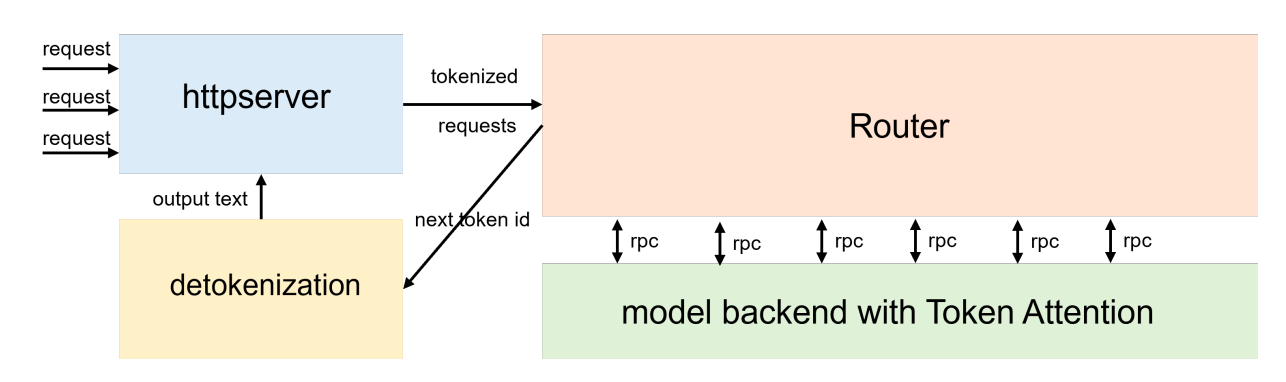 request
request
request
httpserver
tokenized
requests
Router
output text
next token id
detokenization
rpc
rpc
rpc
rpc
rpc
rpc
model backend with Token Attention